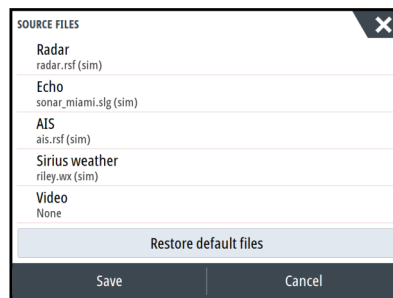 SOURCE FILES
Radar
radar.rsf (sim)
Echo
sonar_miami.slg (sim)
AIS
ais.rsf (sim)
Sirius weather
riley.wx (sim)
Video
None
Restore default files
Save
Cancel